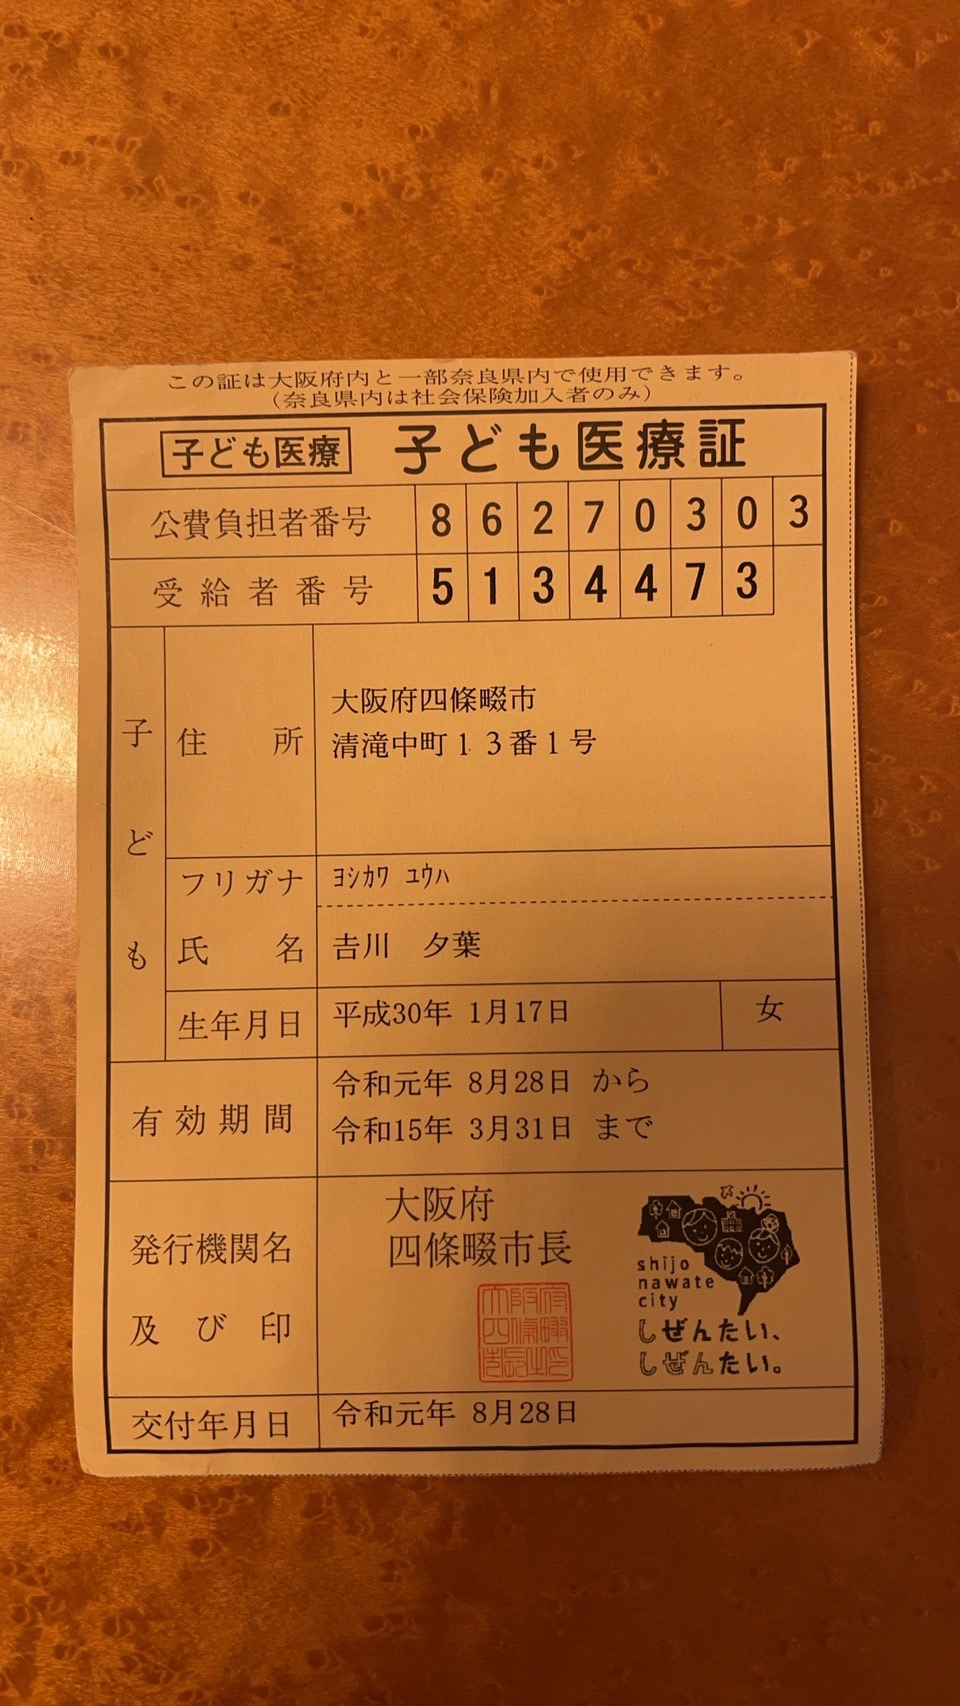 この証は大阪府内と一部奈良県内で使用できます。
(奈良県内は社会保険加入者のみ)
子ども医療 子ども医療証
公費負担者番号 8 6 2 7 0 3 0 3
受給者番号 5 1 3 4 4 7 3
子ども
住所 大阪府四條畷市
清滝中町13番1号
フリガナ ﾖｼｶﾜ ﾕｳﾊ
氏名 𠮷川 夕葉
生年月日 平成30年 1月17日 女
有効期間 令和元年 8月28日 から
令和15年 3月31日 まで
発行機関名及び印 大阪府
四條畷市長
shijo
nawate
city
しぜんたい、
しぜんたい。
交付年月日 令和元年 8月28日